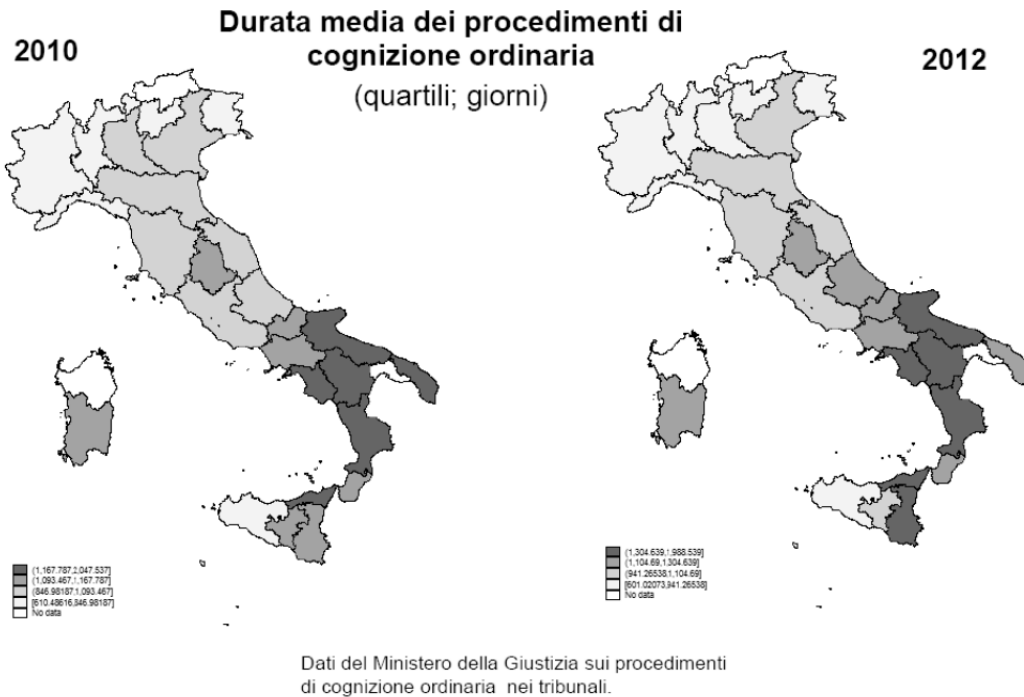 Durata media dei procedimenti di
cognizione ordinaria
(quartili; giorni)
2010
2012
(1,167.787,2,047.537]
(1,093.467,1,167.787]
(846.98187,1,093.467]
[610.48616,846.98187]
No data
(1,304.639,1,988.539]
(1,104.69,1,304.639]
(941.26538,1,104.69]
[601.02073,941.26538]
No data
Dati del Ministero della Giustizia sui procedimenti
di cognizione ordinaria nei tribunali.